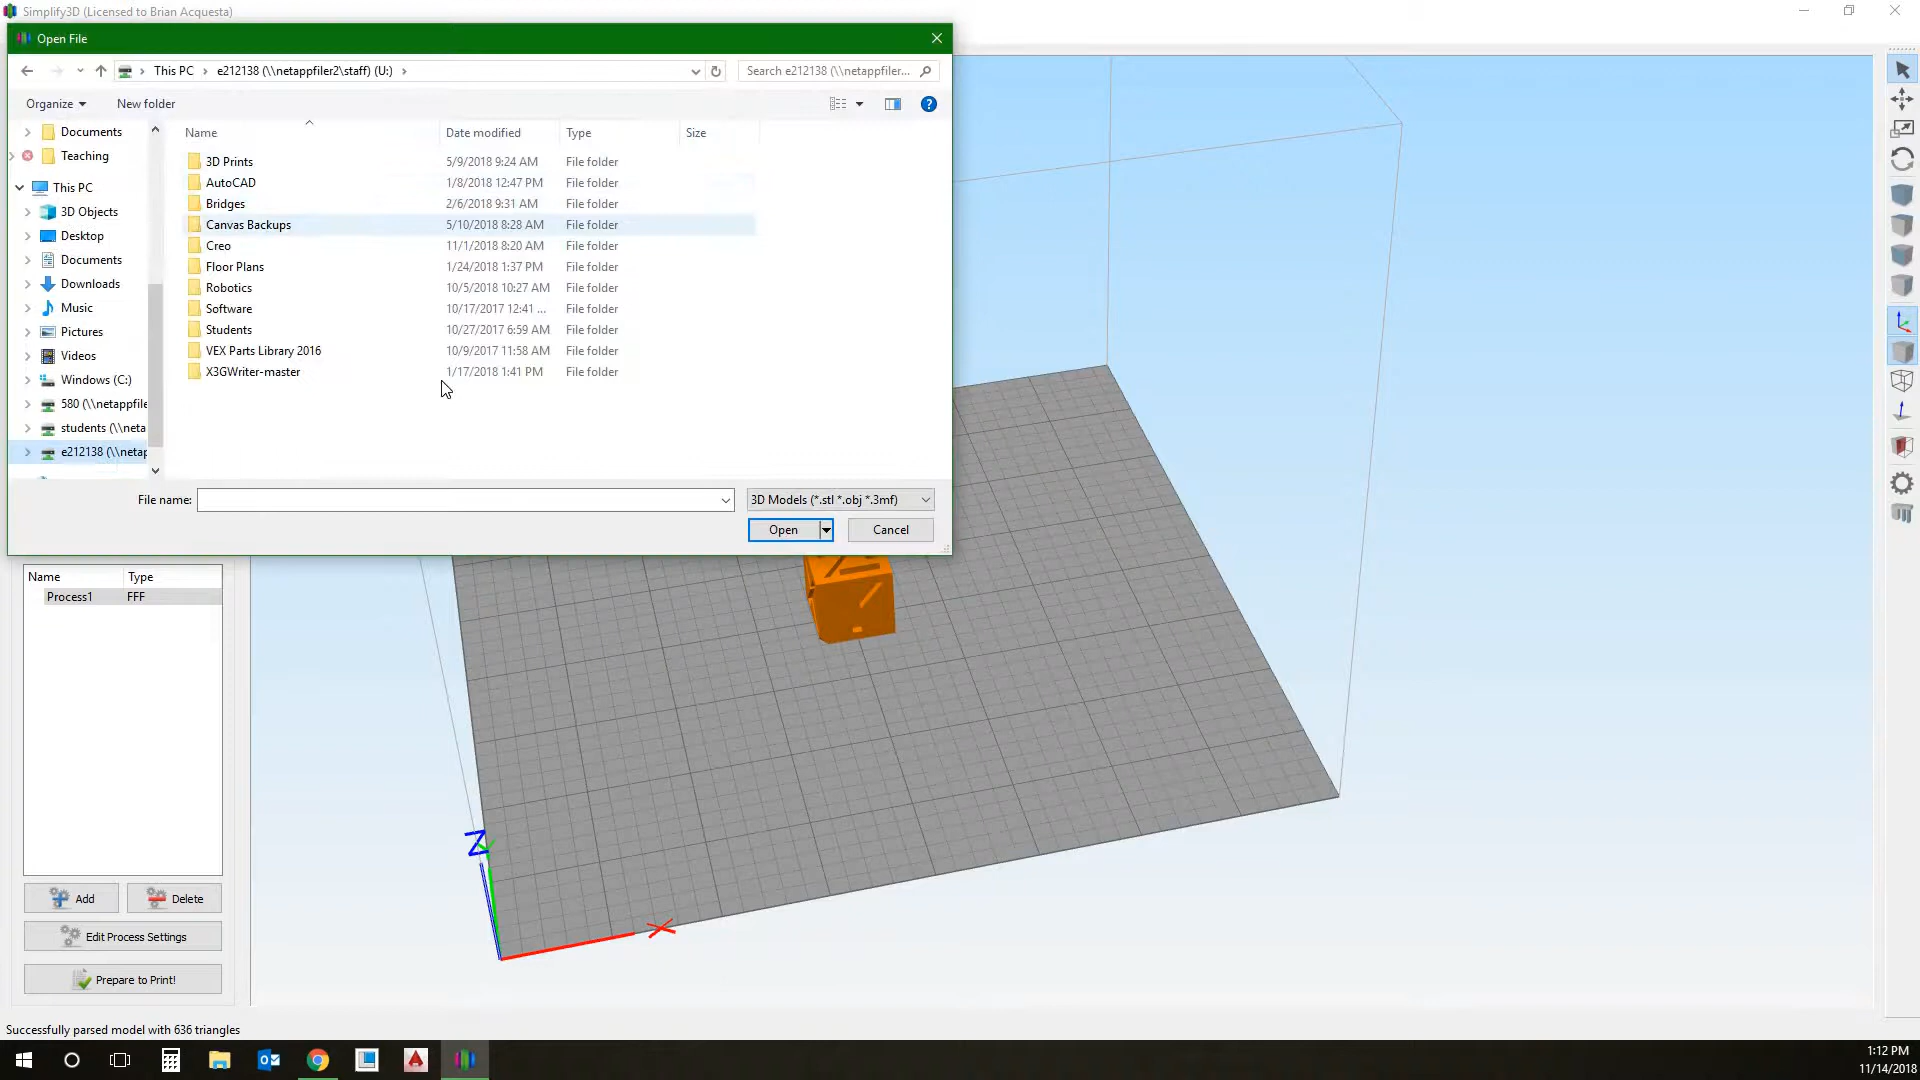 Simplify3D (Licensed to Brian Acquesta)
Open File
This PC
e212138 (\\netappfiler2\staff) (U:)
Search e212138 (\\netappfiler...
Organize
New folder
Name
Date modified
Type
Size
Documents
Teaching
This PC
3D Objects
Desktop
Documents
Downloads
Music
Pictures
Videos
Windows (C:)
580 (\\netappfile
students (\\neta
e212138 (\\netap
3D Prints 5/9/2018 9:24 AM File folder
AutoCAD 1/8/2018 12:47 PM File folder
Bridges 2/6/2018 9:31 AM File folder
Canvas Backups 5/10/2018 8:28 AM File folder
Creo 11/1/2018 8:20 AM File folder
Floor Plans 1/24/2018 1:37 PM File folder
Robotics 10/5/2018 10:27 AM File folder
Software 10/17/2017 12:41 ... File folder
Students 10/27/2017 6:59 AM File folder
VEX Parts Library 2016 10/9/2017 11:58 AM File folder
X3GWriter-master 1/17/2018 1:41 PM File folder
File name:
3D Models (*.stl *.obj *.3mf)
Open
Cancel
Name Type
Process1 FFF
Add
Delete
Edit Process Settings
Prepare to Print!
Z
X
Successfully parsed model with 636 triangles
1:12 PM
11/14/2018